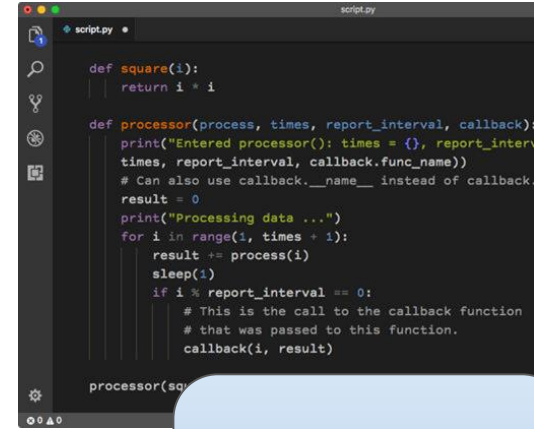 script.py
script.py
1
def square(i):
return i * i
def processor(process, times, report_interval, callback):
print("Entered processor(): times = {}, report_interv
times, report_interval, callback.func_name))
# Can also use callback.__name__ instead of callback.
result = 0
print("Processing data ...")
for i in range(1, times + 1):
result += process(i)
sleep(1)
if i % report_interval == 0:
# This is the call to the callback function
# that was passed to this function.
callback(i, result)
processor(squ
0 0